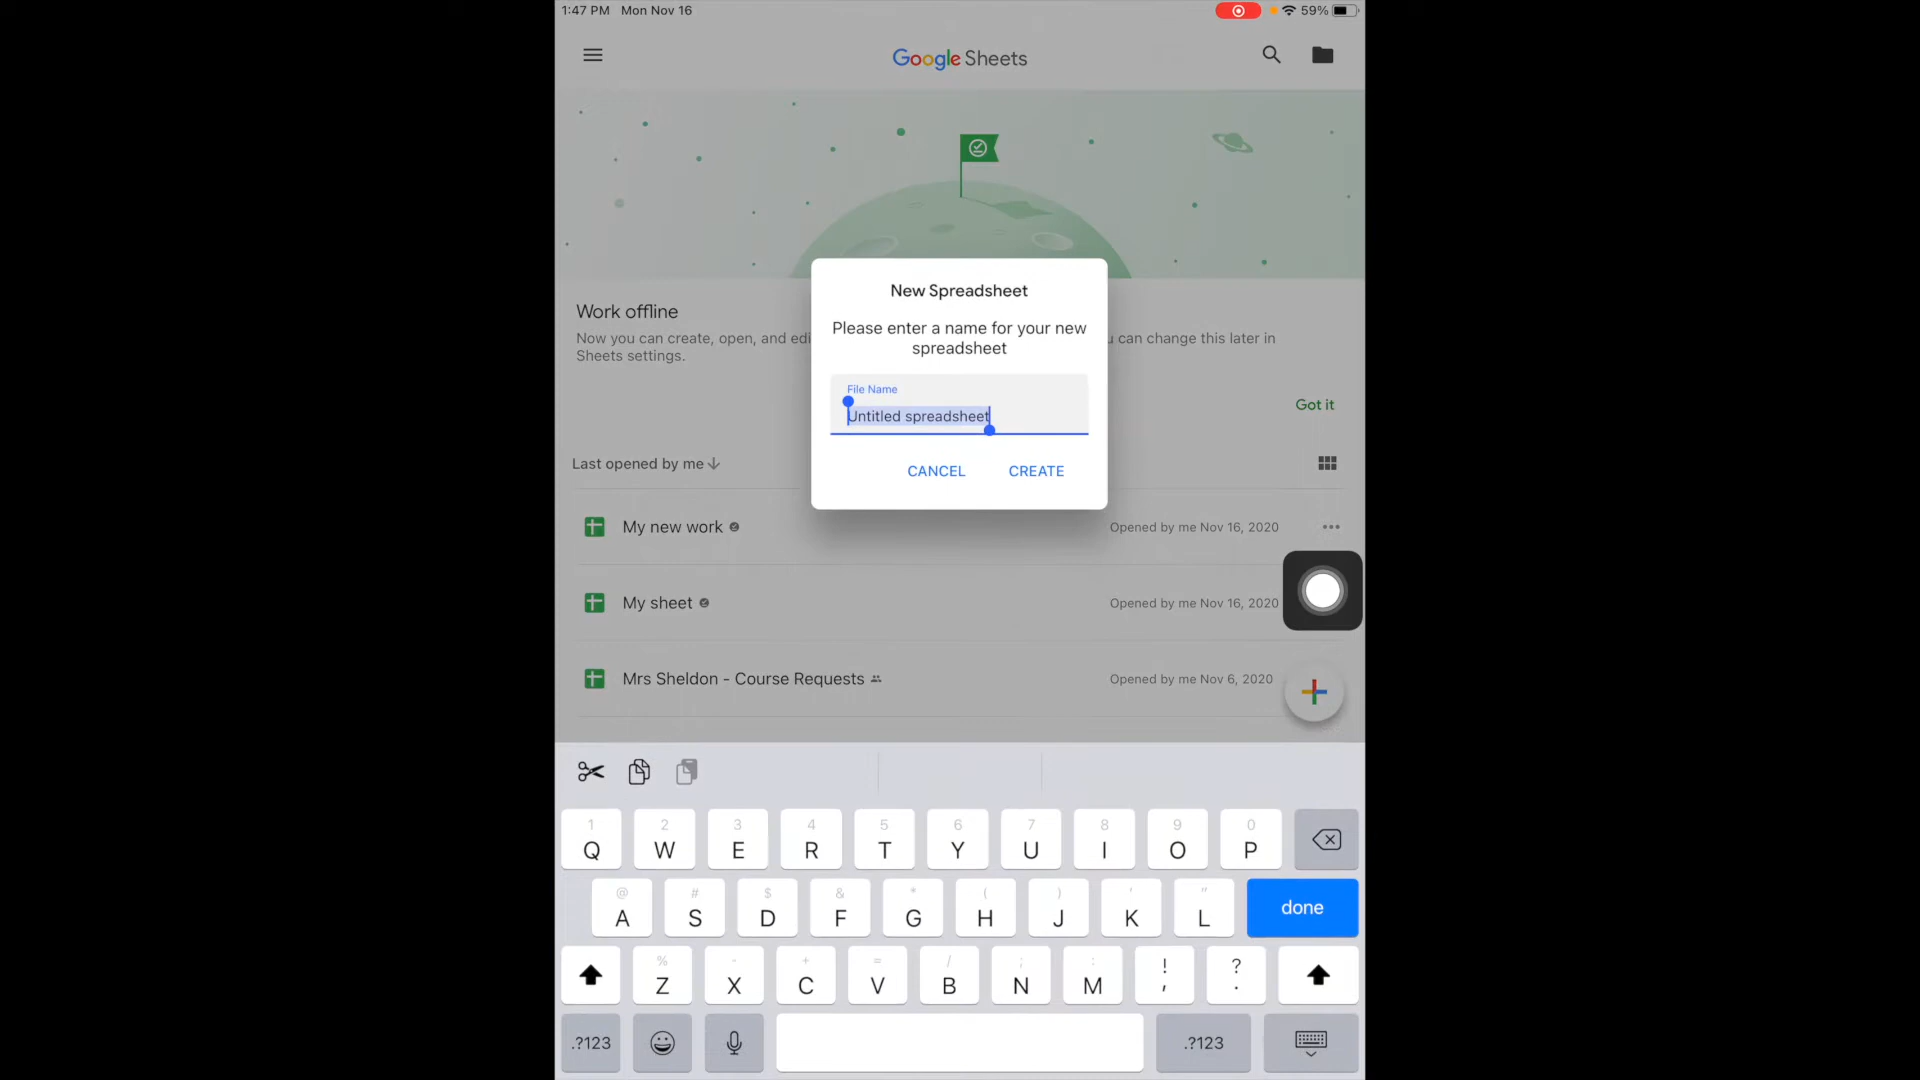 1:47 PM Mon Nov 16
59%
Google Sheets
New Spreadsheet
Please enter a name for your new
spreadsheet
File Name
Untitled spreadsheet
CANCEL CREATE
Work offline
Now you can create, open, and edi
u can change this later in
Sheets settings.
Got it
Last opened by me
My new work Opened by me Nov 16, 2020
My sheet Opened by me Nov 16, 2020
Mrs Sheldon - Course Requests Opened by me Nov 6, 2020
1 2 3 4 5 6 7 8 9 0
Q W E R T Y U I O P
@ # $ & * ( ) ' "
A S D F G H J K L done
% - + = / ; : ! ?
Z X C V B N M , .
.?123 .?123